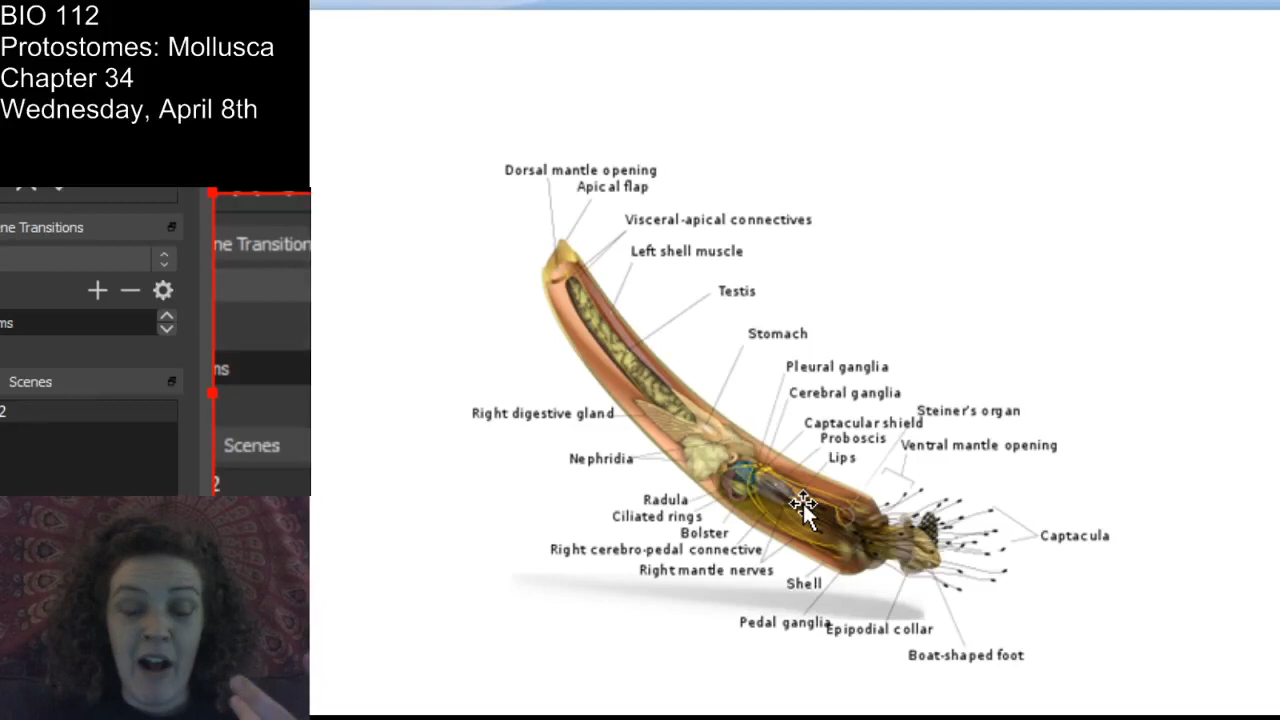 BIO 112
Protostomes: Mollusca
Chapter 34
Wednesday, April 8th
ne Transitions
ne Transition
ms
ns
Scenes
Scenes
2
2
Dorsal mantle opening
Apical flap
Visceral-apical connectives
Left shell muscle
Testis
Stomach
Pleural ganglia
Cerebral ganglia
Steiner's organ
Captacular shield
Proboscis
Ventral mantle opening
Lips
Right digestive gland
Nephridia
Radula
Ciliated rings
Bolster
Right cerebro-pedal connective
Right mantle nerves
Shell
Captacula
Pedal ganglia
Epipodial collar
Boat-shaped foot